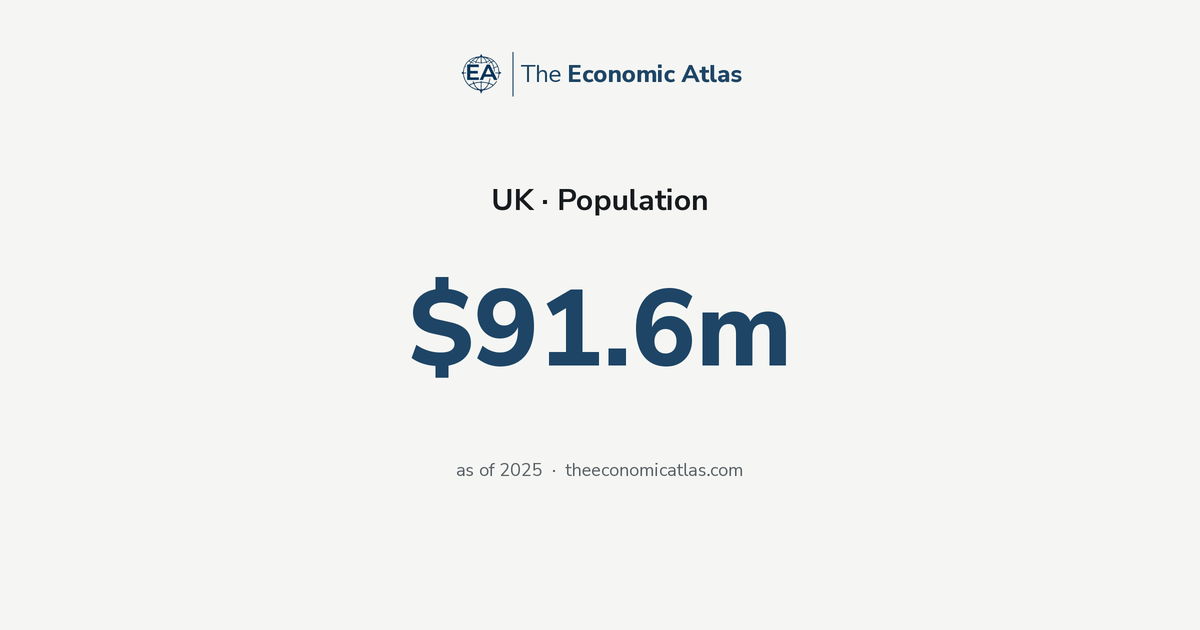 EA The Economic Atlas
UK · Population
$91.6m
as of 2025 · theeconomicatlas.com